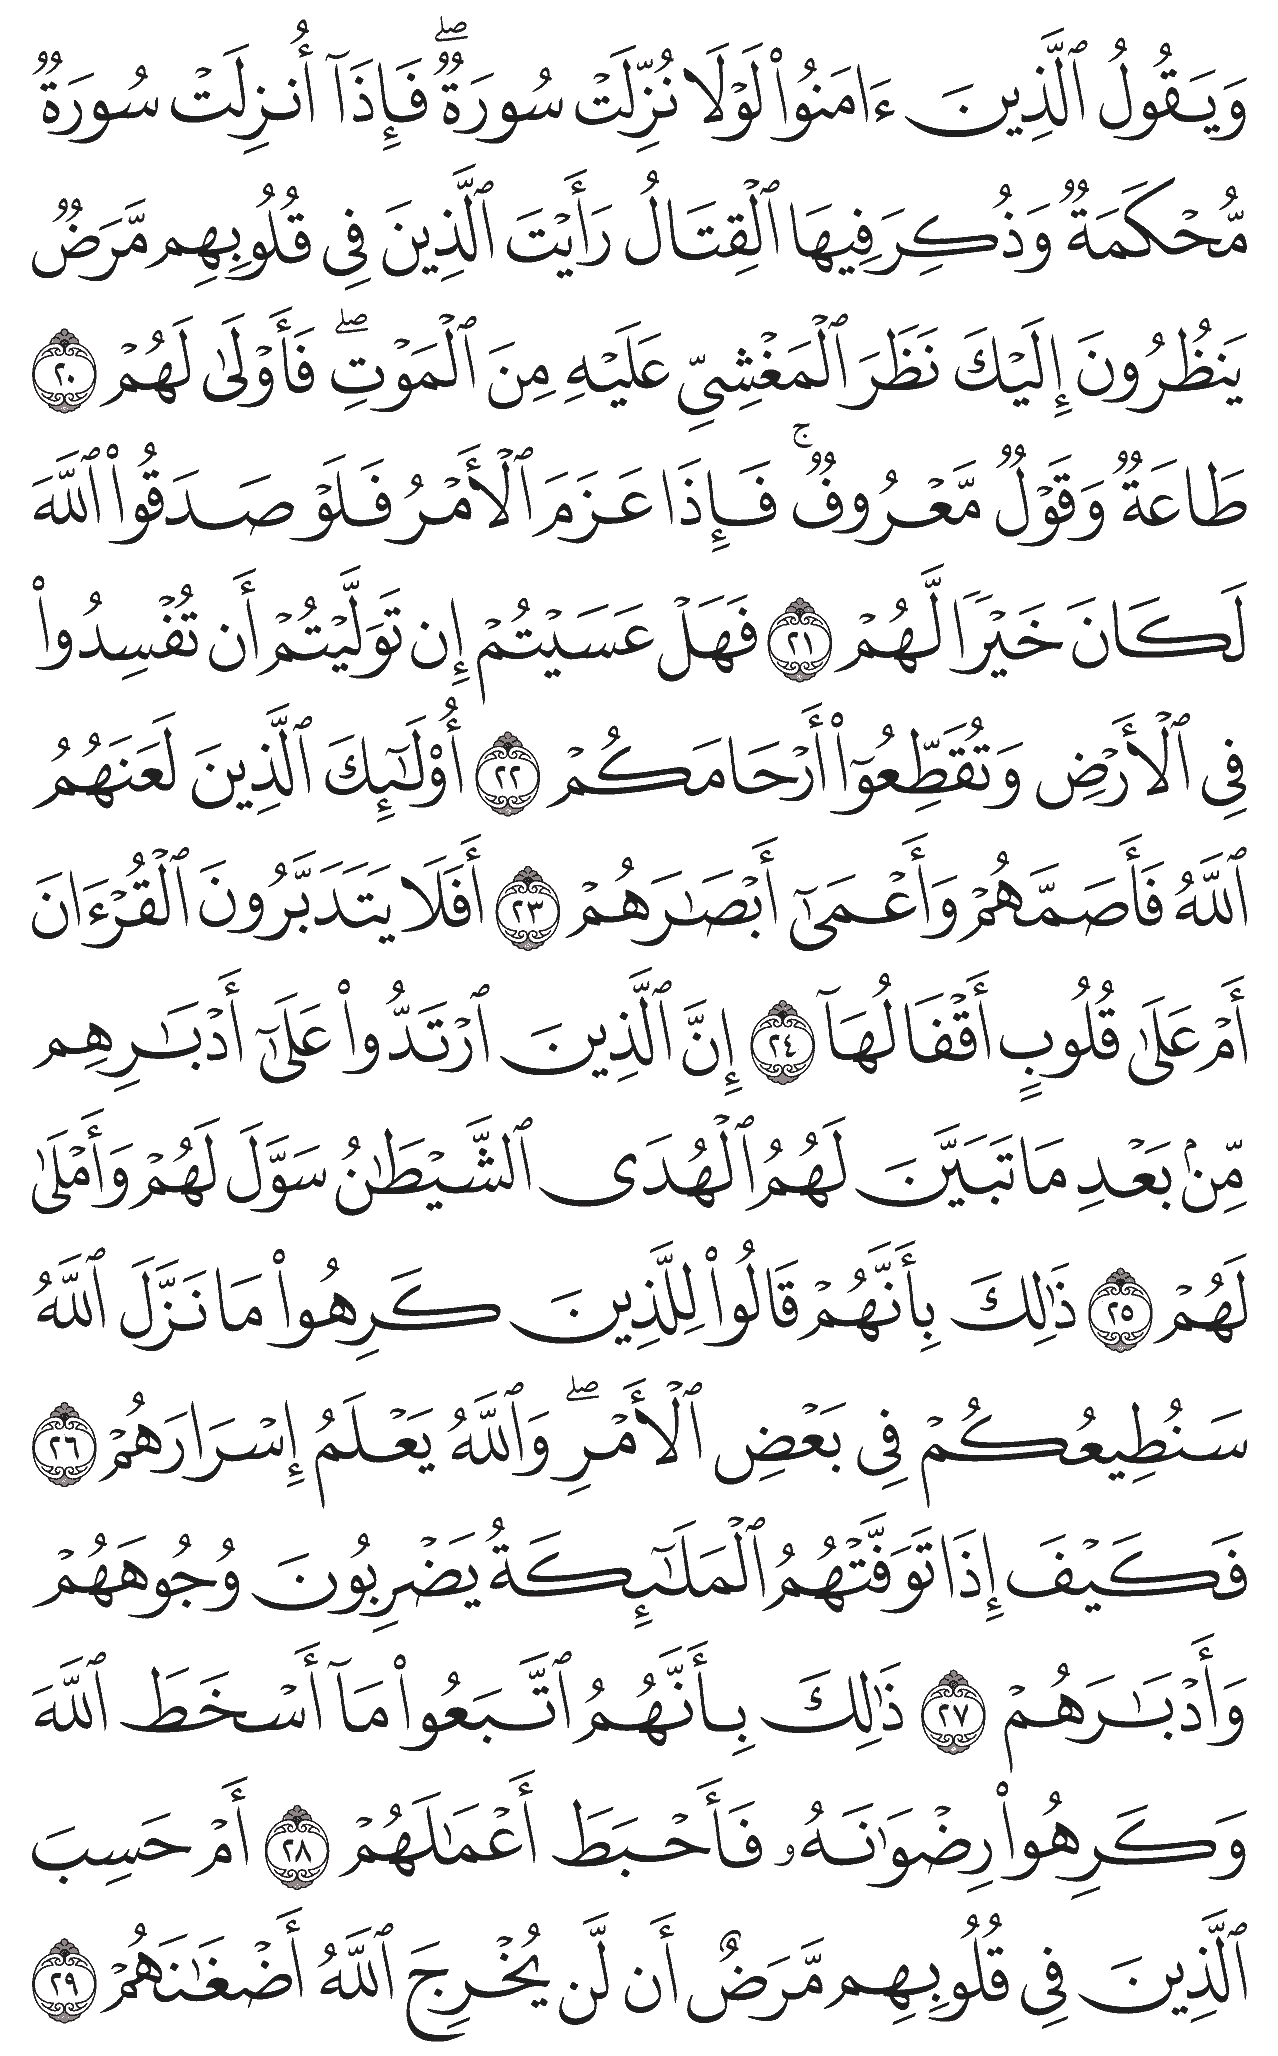 وَيَقُولُ ٱلَّذِينَ ءَامَنُوا۟ لَوْلَا نُزِّلَتْ سُورَةٌ ۖ فَإِذَآ أُنزِلَتْ سُورَةٌ
مُّحْكَمَةٌ وَذُكِرَ فِيهَا ٱلْقِتَالُ رَأَيْتَ ٱلَّذِينَ فِى قُلُوبِهِم مَّرَضٌ
يَنظُرُونَ إِلَيْكَ نَظَرَ ٱلْمَغْشِىِّ عَلَيْهِ مِنَ ٱلْمَوْتِ ۖ فَأَوْلَىٰ لَهُمْ ٢٠
طَاعَةٌ وَقَوْلٌ مَّعْرُوفٌ ۚ فَإِذَا عَزَمَ ٱلْأَمْرُ فَلَوْ صَدَقُوا۟ ٱللَّهَ
لَكَانَ خَيْرًا لَّهُمْ ٢١ فَهَلْ عَسَيْتُمْ إِن تَوَلَّيْتُمْ أَن تُفْسِدُوا۟
فِى ٱلْأَرْضِ وَتُقَطِّعُوٓا۟ أَرْحَامَكُمْ ٢٢ أُو۟لَـٰٓئِكَ ٱلَّذِينَ لَعَنَهُمُ
ٱللَّهُ فَأَصَمَّهُمْ وَأَعْمَىٰٓ أَبْصَـٰرَهُمْ ٢٣ أَفَلَا يَتَدَبَّرُونَ ٱلْقُرْءَانَ
أَمْ عَلَىٰ قُلُوبٍ أَقْفَالُهَآ ٢٤ إِنَّ ٱلَّذِينَ ٱرْتَدُّوا۟ عَلَىٰٓ أَدْبَـٰرِهِم
مِّنۢ بَعْدِ مَا تَبَيَّنَ لَهُمُ ٱلْهُدَى ٱلشَّيْطَـٰنُ سَوَّلَ لَهُمْ وَأَمْلَىٰ
لَهُمْ ٢٥ ذَٰلِكَ بِأَنَّهُمْ قَالُوا۟ لِلَّذِينَ كَرِهُوا۟ مَا نَزَّلَ ٱللَّهُ
سَنُطِيعُكُمْ فِى بَعْضِ ٱلْأَمْرِ ۖ وَٱللَّهُ يَعْلَمُ إِسْرَارَهُمْ ٢٦
فَكَيْفَ إِذَا تَوَفَّتْهُمُ ٱلْمَلَـٰٓئِكَةُ يَضْرِبُونَ وُجُوهَهُمْ
وَأَدْبَـٰرَهُمْ ٢٧ ذَٰلِكَ بِأَنَّهُمُ ٱتَّبَعُوا۟ مَآ أَسْخَطَ ٱللَّهَ
وَكَرِهُوا۟ رِضْوَٰنَهُۥ فَأَحْبَطَ أَعْمَـٰلَهُمْ ٢٨ أَمْ حَسِبَ
ٱلَّذِينَ فِى قُلُوبِهِم مَّرَضٌ أَن لَّن يُخْرِجَ ٱللَّهُ أَضْغَـٰنَهُمْ ٢٩